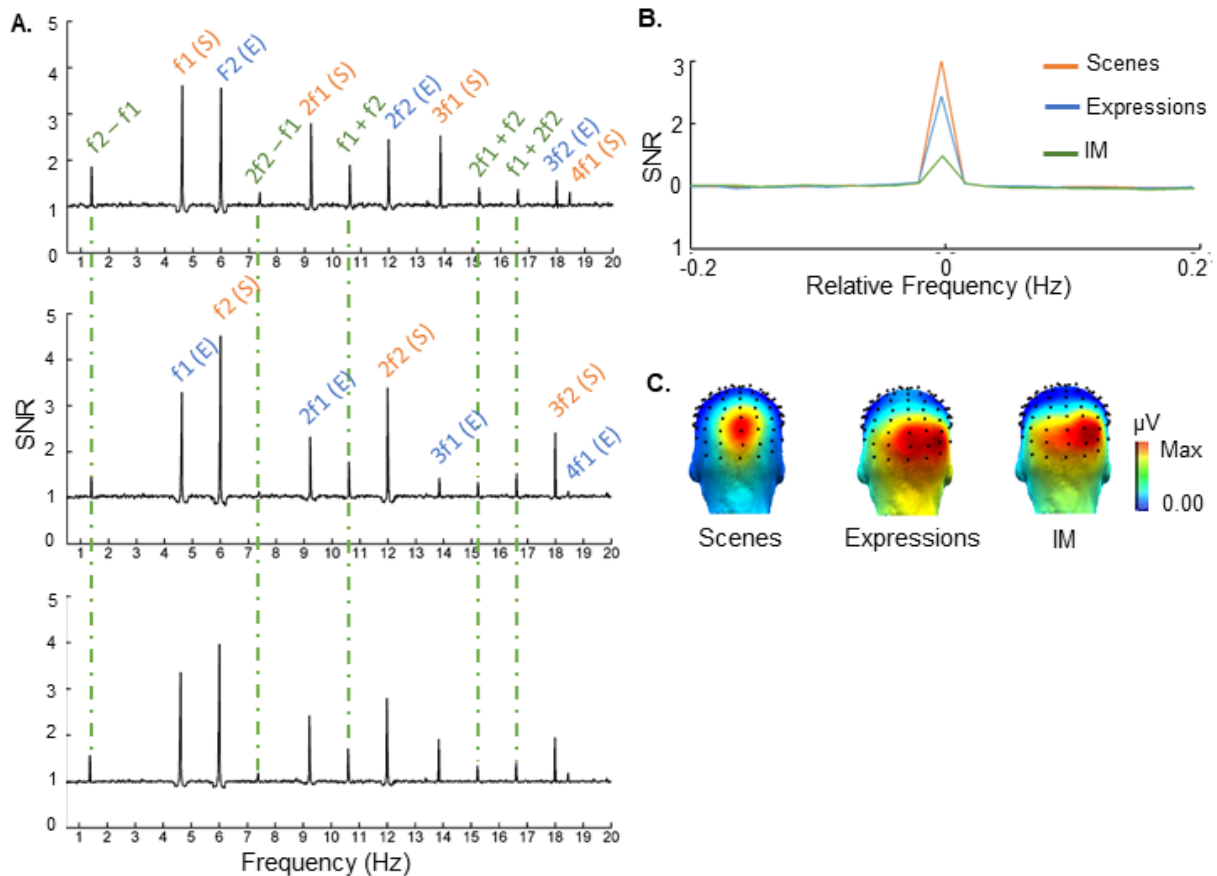 A.
5
4
3
2
1
0
SNR
f2 – f1
f1 (S)
F2 (E)
2f2 – f1
2f1 (S)
f1 + f2
2f2 (E)
3f1 (S)
2f1 + f2
f1 + 2f2
3f2 (E)
4f1 (S)
1 2 3 4 5 6 7 8 9 10 11 12 13 14 15 16 17 18 19 20
5
4
3
2
1
0
SNR
f1 (E)
f2 (S)
2f1 (E)
2f2 (S)
3f1 (E)
3f2 (S)
4f1 (E)
1 2 3 4 5 6 7 8 9 10 11 12 13 14 15 16 17 18 19 20
5
4
3
2
1
0
1 2 3 4 5 6 7 8 9 10 11 12 13 14 15 16 17 18 19 20
Frequency (Hz)
B.
3
2
0
1
SNR
Scenes
Expressions
IM
-0.2 0 0.2
Relative Frequency (Hz)
C.
µV
Max
0.00
Scenes
Expressions
IM